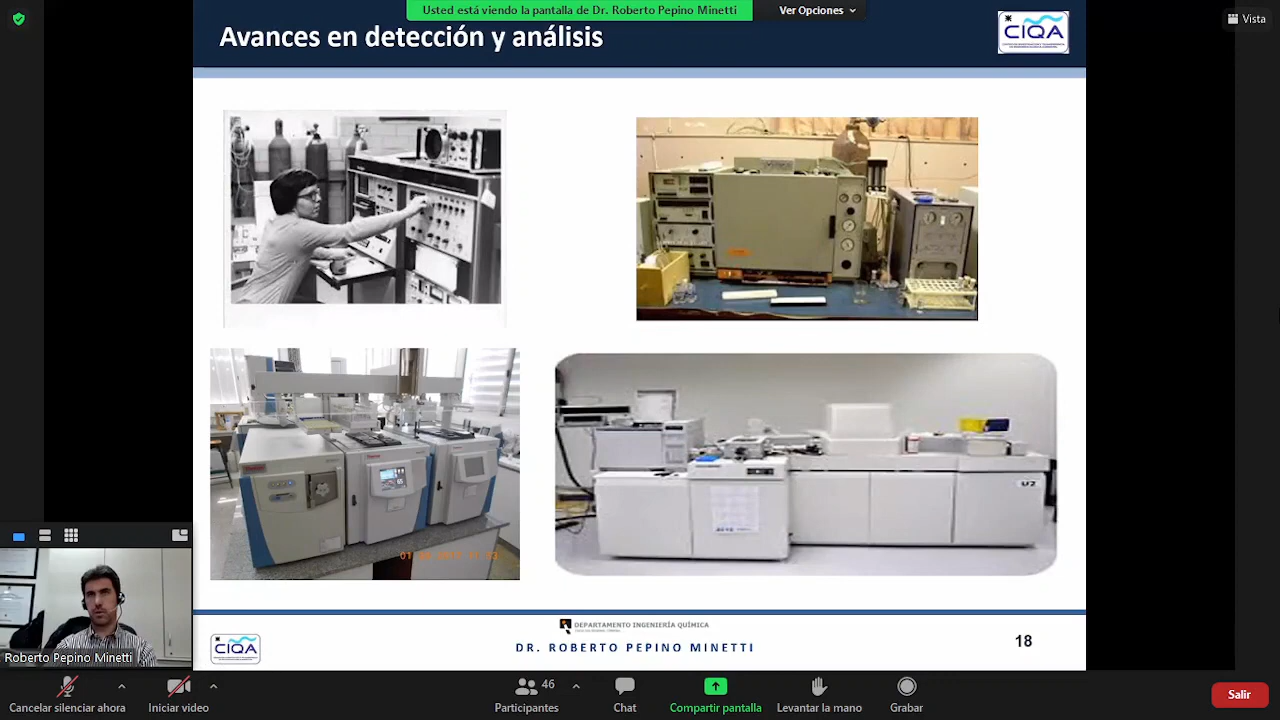 Usted está viendo la pantalla de Dr. Roberto Pepino Minetti
Ver Opciones
Vista
Avances en detección y análisis
CIQA
DEPARTAMENTO INGENIERÍA QUÍMICA
CIQA
DR. ROBERTO PEPINO MINETTI
18
Roberto Pepino Minetti
46
Cancelar silenciar ahora
Iniciar video
Participantes
Chat
Compartir pantalla
Levantar la mano
Grabar
Salir